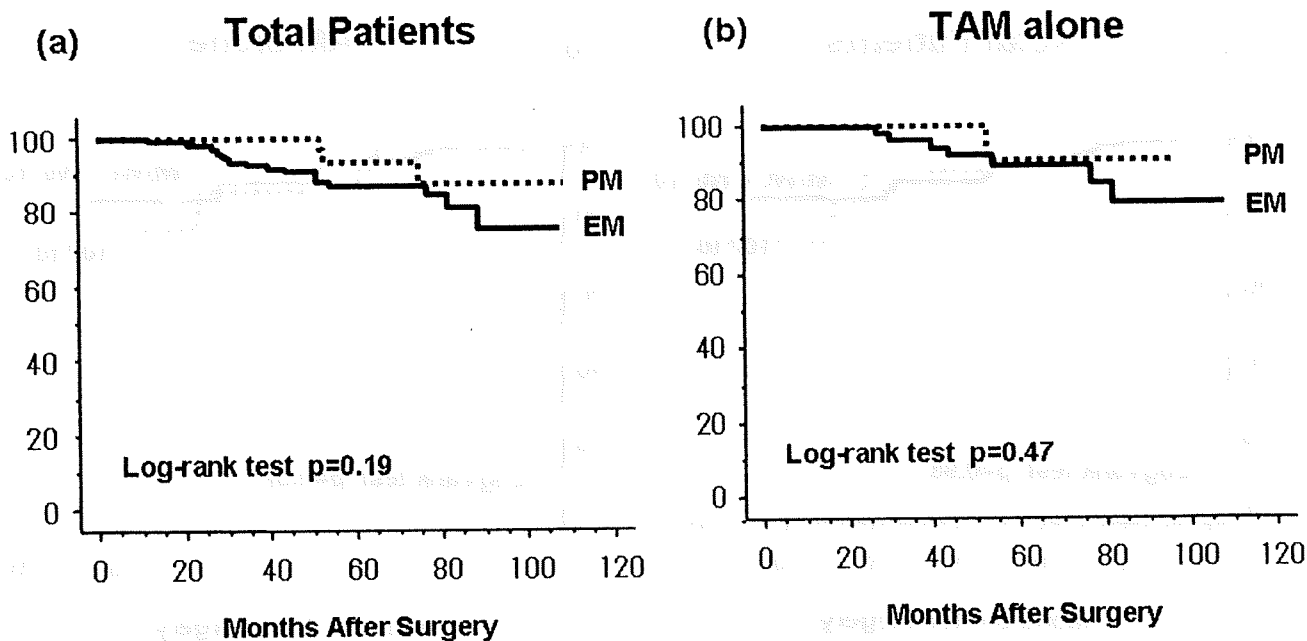 (a) Total Patients
100
80
60
40
20
0
PM
EM
Log-rank test p=0.19
0 20 40 60 80 100 120
Months After Surgery
(b) TAM alone
100
80
60
40
20
0
PM
EM
Log-rank test p=0.47
0 20 40 60 80 100 120
Months After Surgery